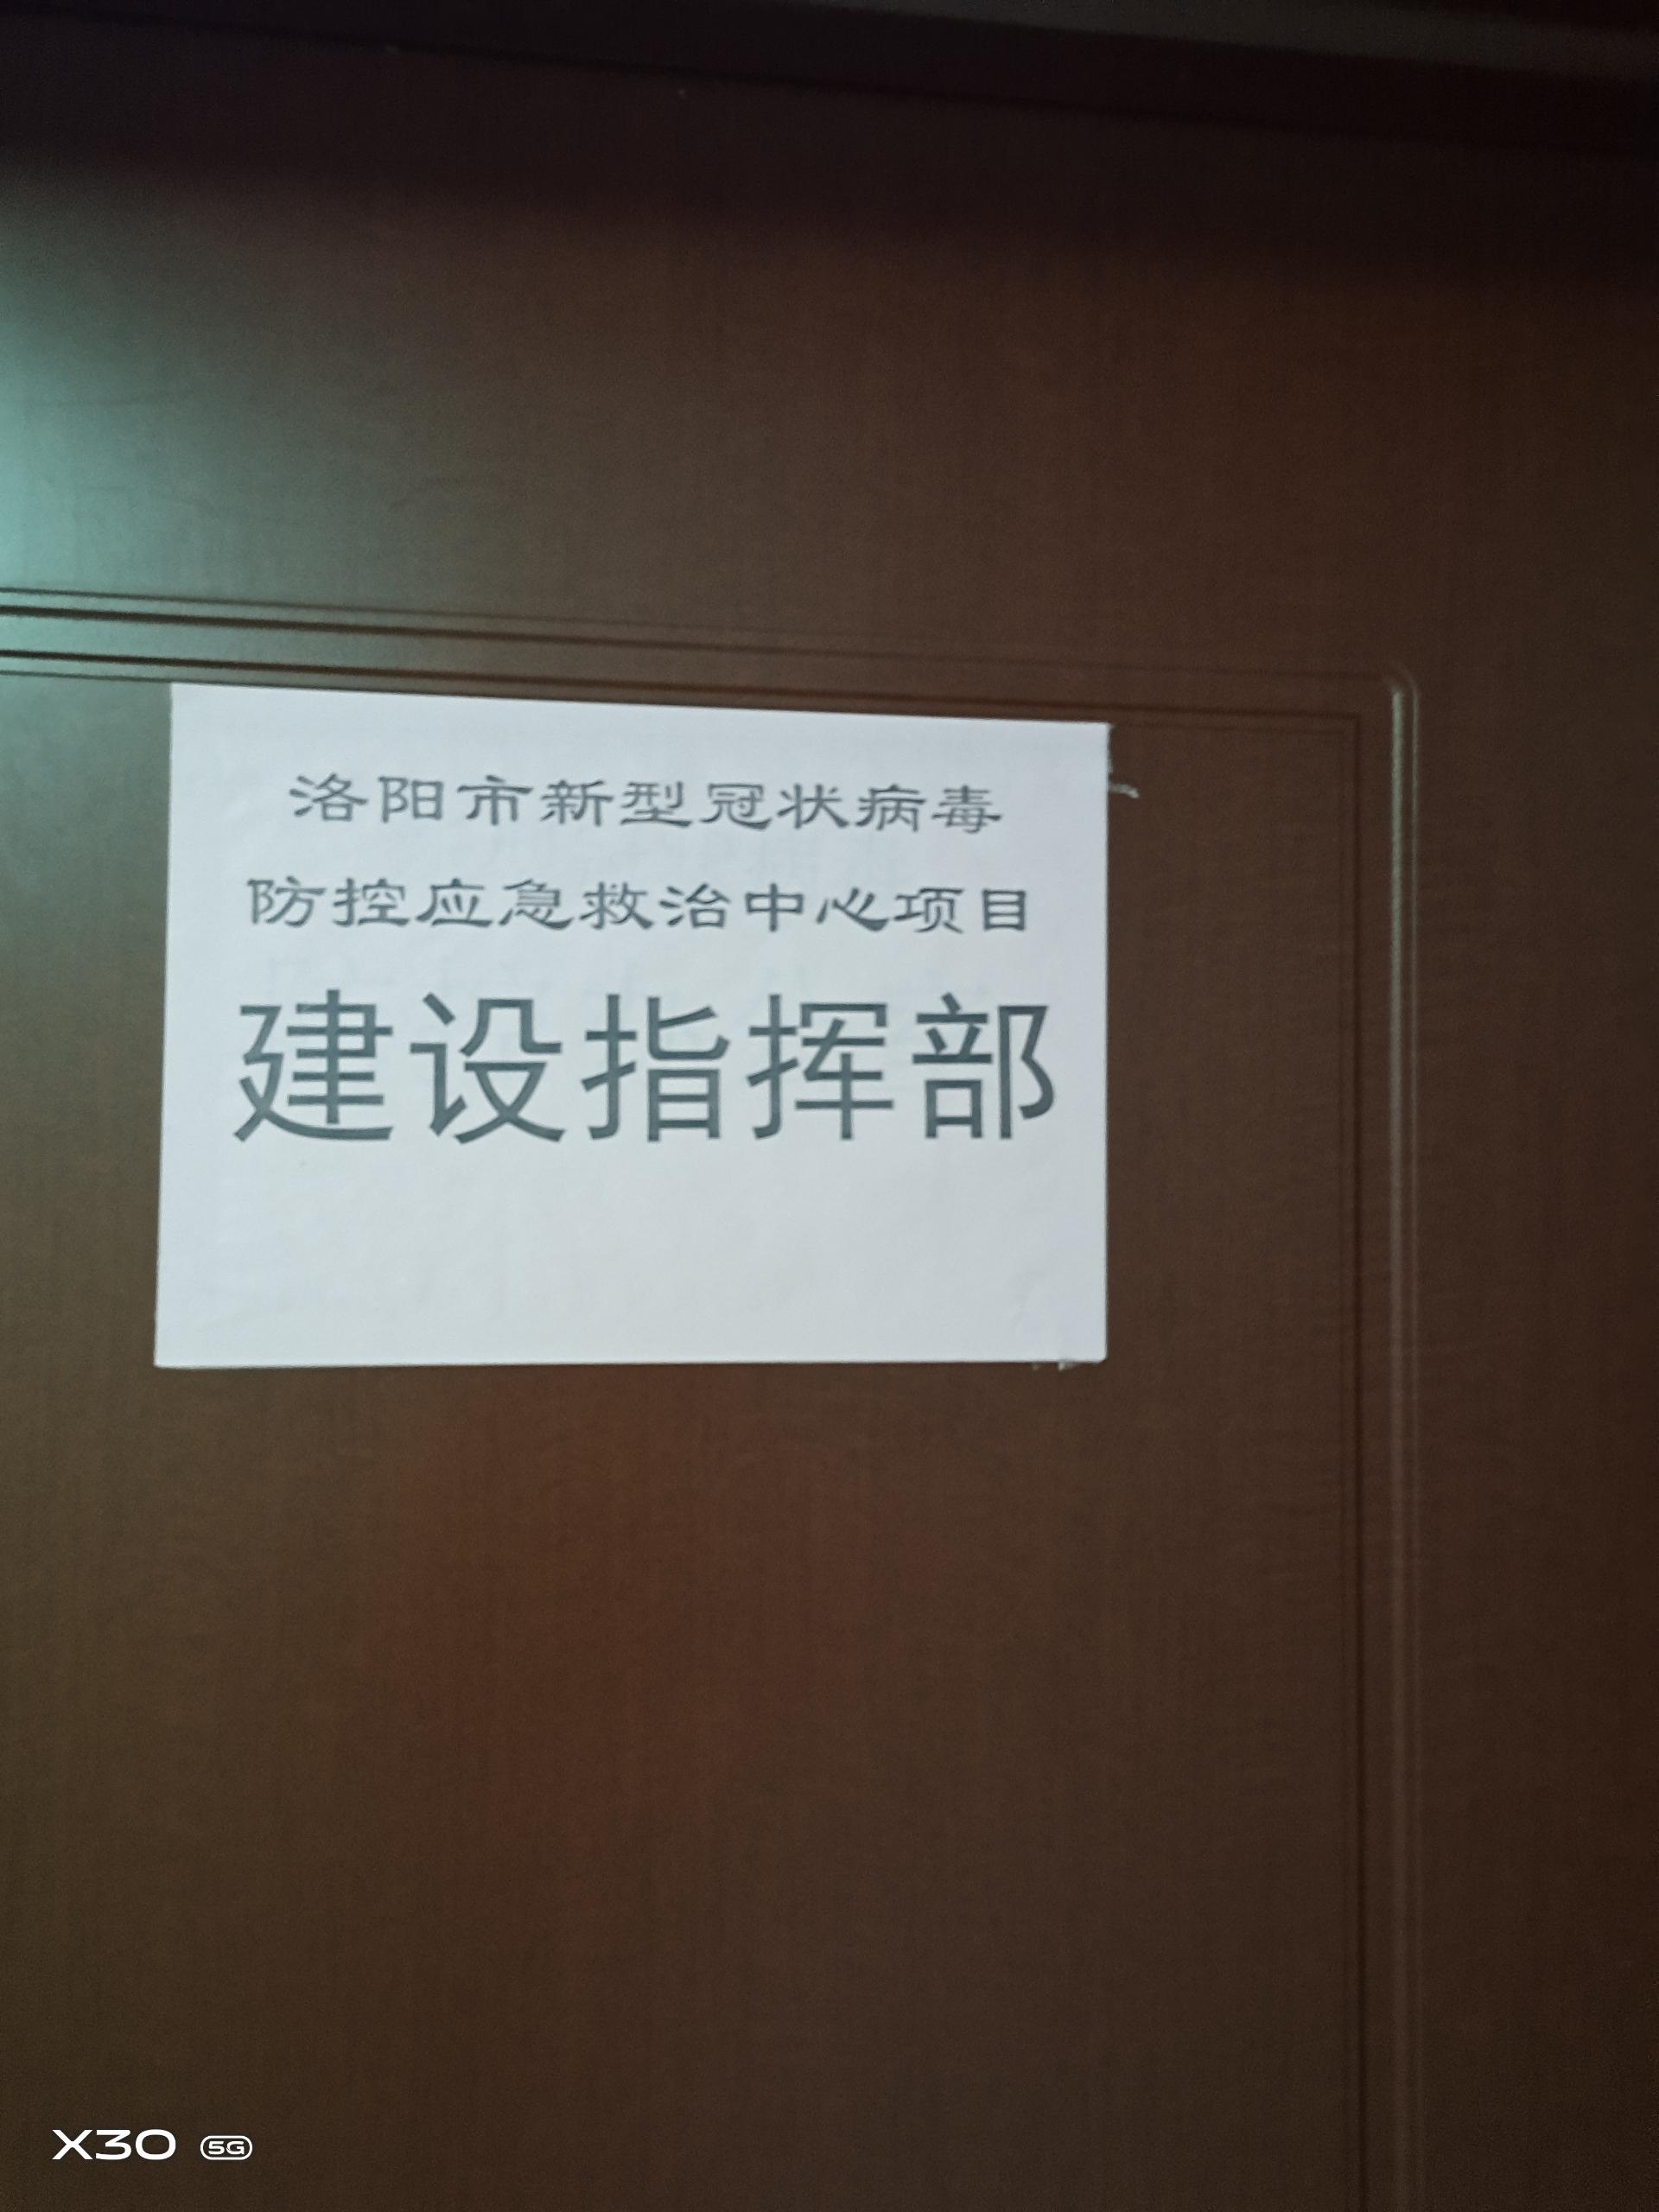 洛阳市新型冠状病毒
防控应急救治中心项目
建设指挥部
X30 5G